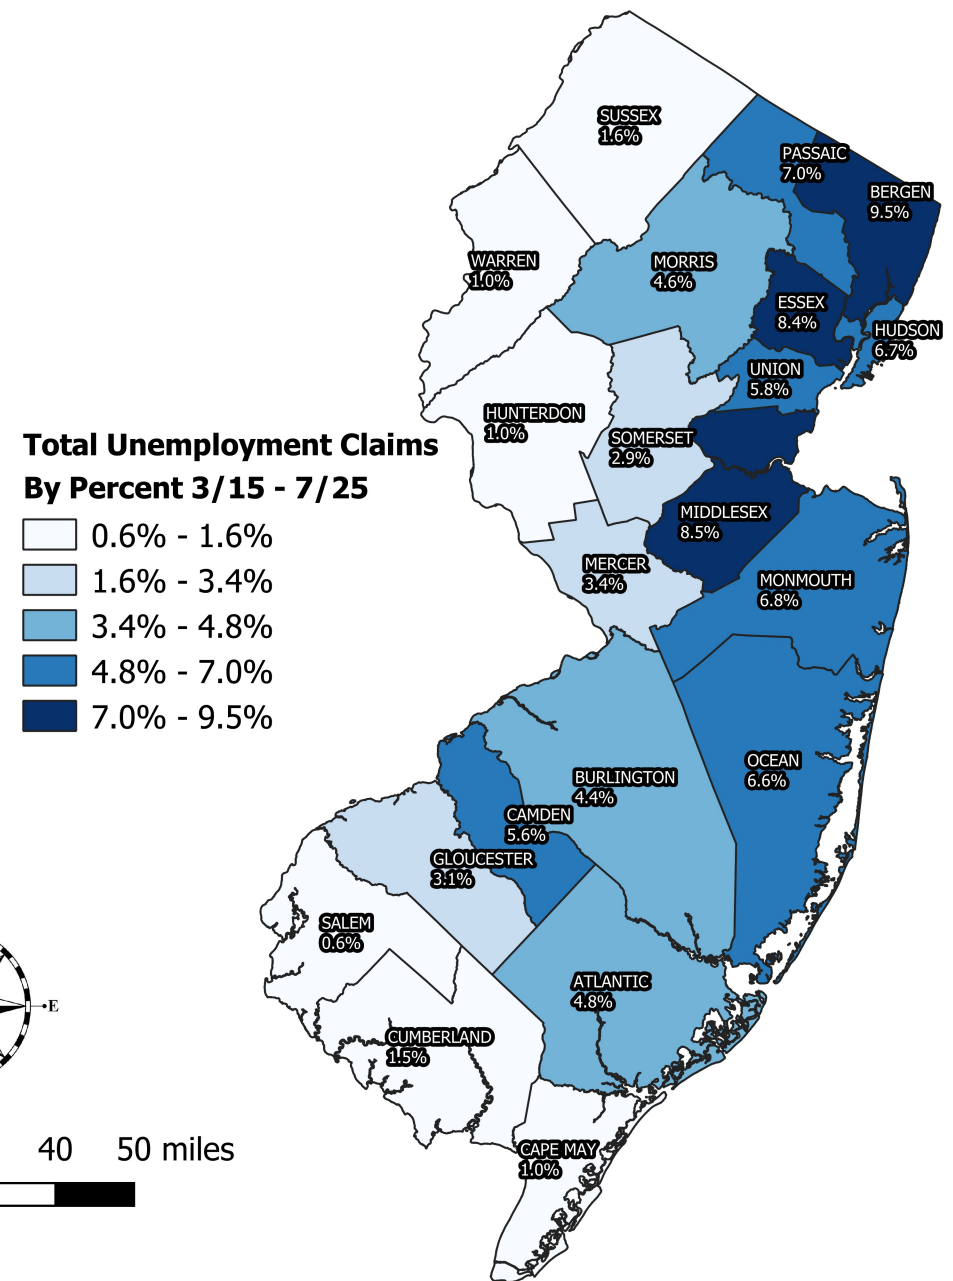 SUSSEX
1.6%
PASSAIC
7.0%
BERGEN
9.5%
WARREN
1.0%
MORRIS
4.6%
ESSEX
8.4%
HUDSON
6.7%
UNION
5.8%
HUNTERDON
1.0%
SOMERSET
2.9%
Total Unemployment Claims
By Percent 3/15 - 7/25
0.6% - 1.6%
1.6% - 3.4%
3.4% - 4.8%
4.8% - 7.0%
7.0% - 9.5%
MIDDLESEX
8.5%
MERCER
3.4%
MONMOUTH
6.8%
OCEAN
6.6%
BURLINGTON
4.4%
CAMDEN
5.6%
GLOUCESTER
3.1%
SALEM
0.6%
ATLANTIC
4.8%
E
CUMBERLAND
1.5%
CAPE MAY
1.0%
40 50 miles